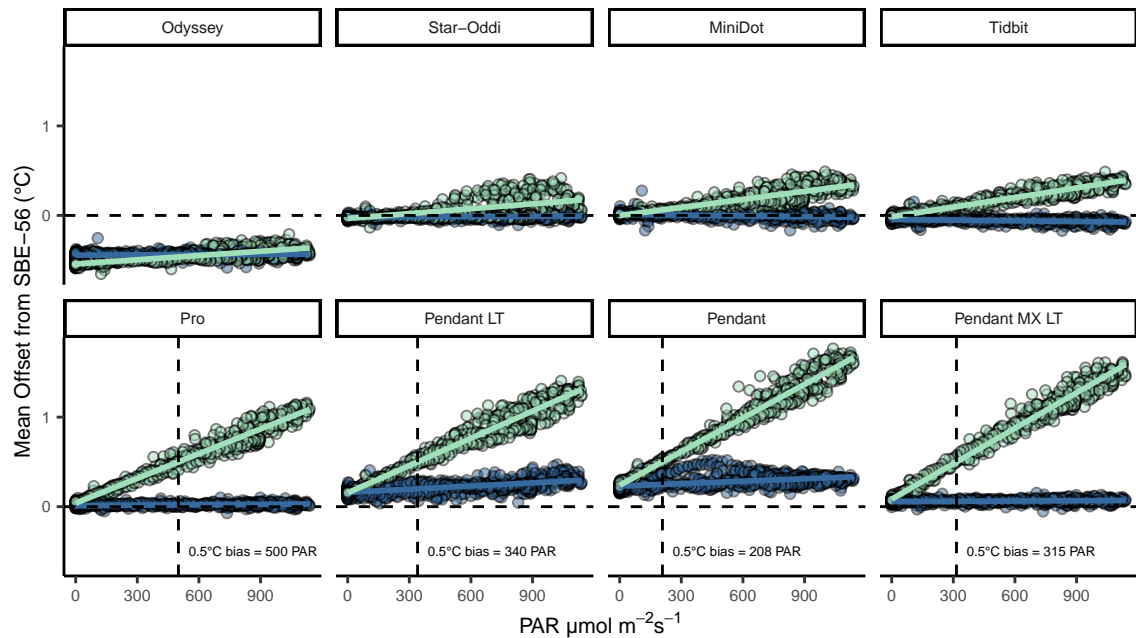 Odyssey
Star−Oddi
MiniDot
Tidbit
1
0
Pro
Pendant LT
Pendant
Pendant MX LT
1
0
0.5°C bias = 500 PAR
0.5°C bias = 340 PAR
0.5°C bias = 208 PAR
0.5°C bias = 315 PAR
0 300 600 900
0 300 600 900
0 300 600 900
0 300 600 900
PAR μmol m⁻²s⁻¹
Mean Offset from SBE−56 (°C)